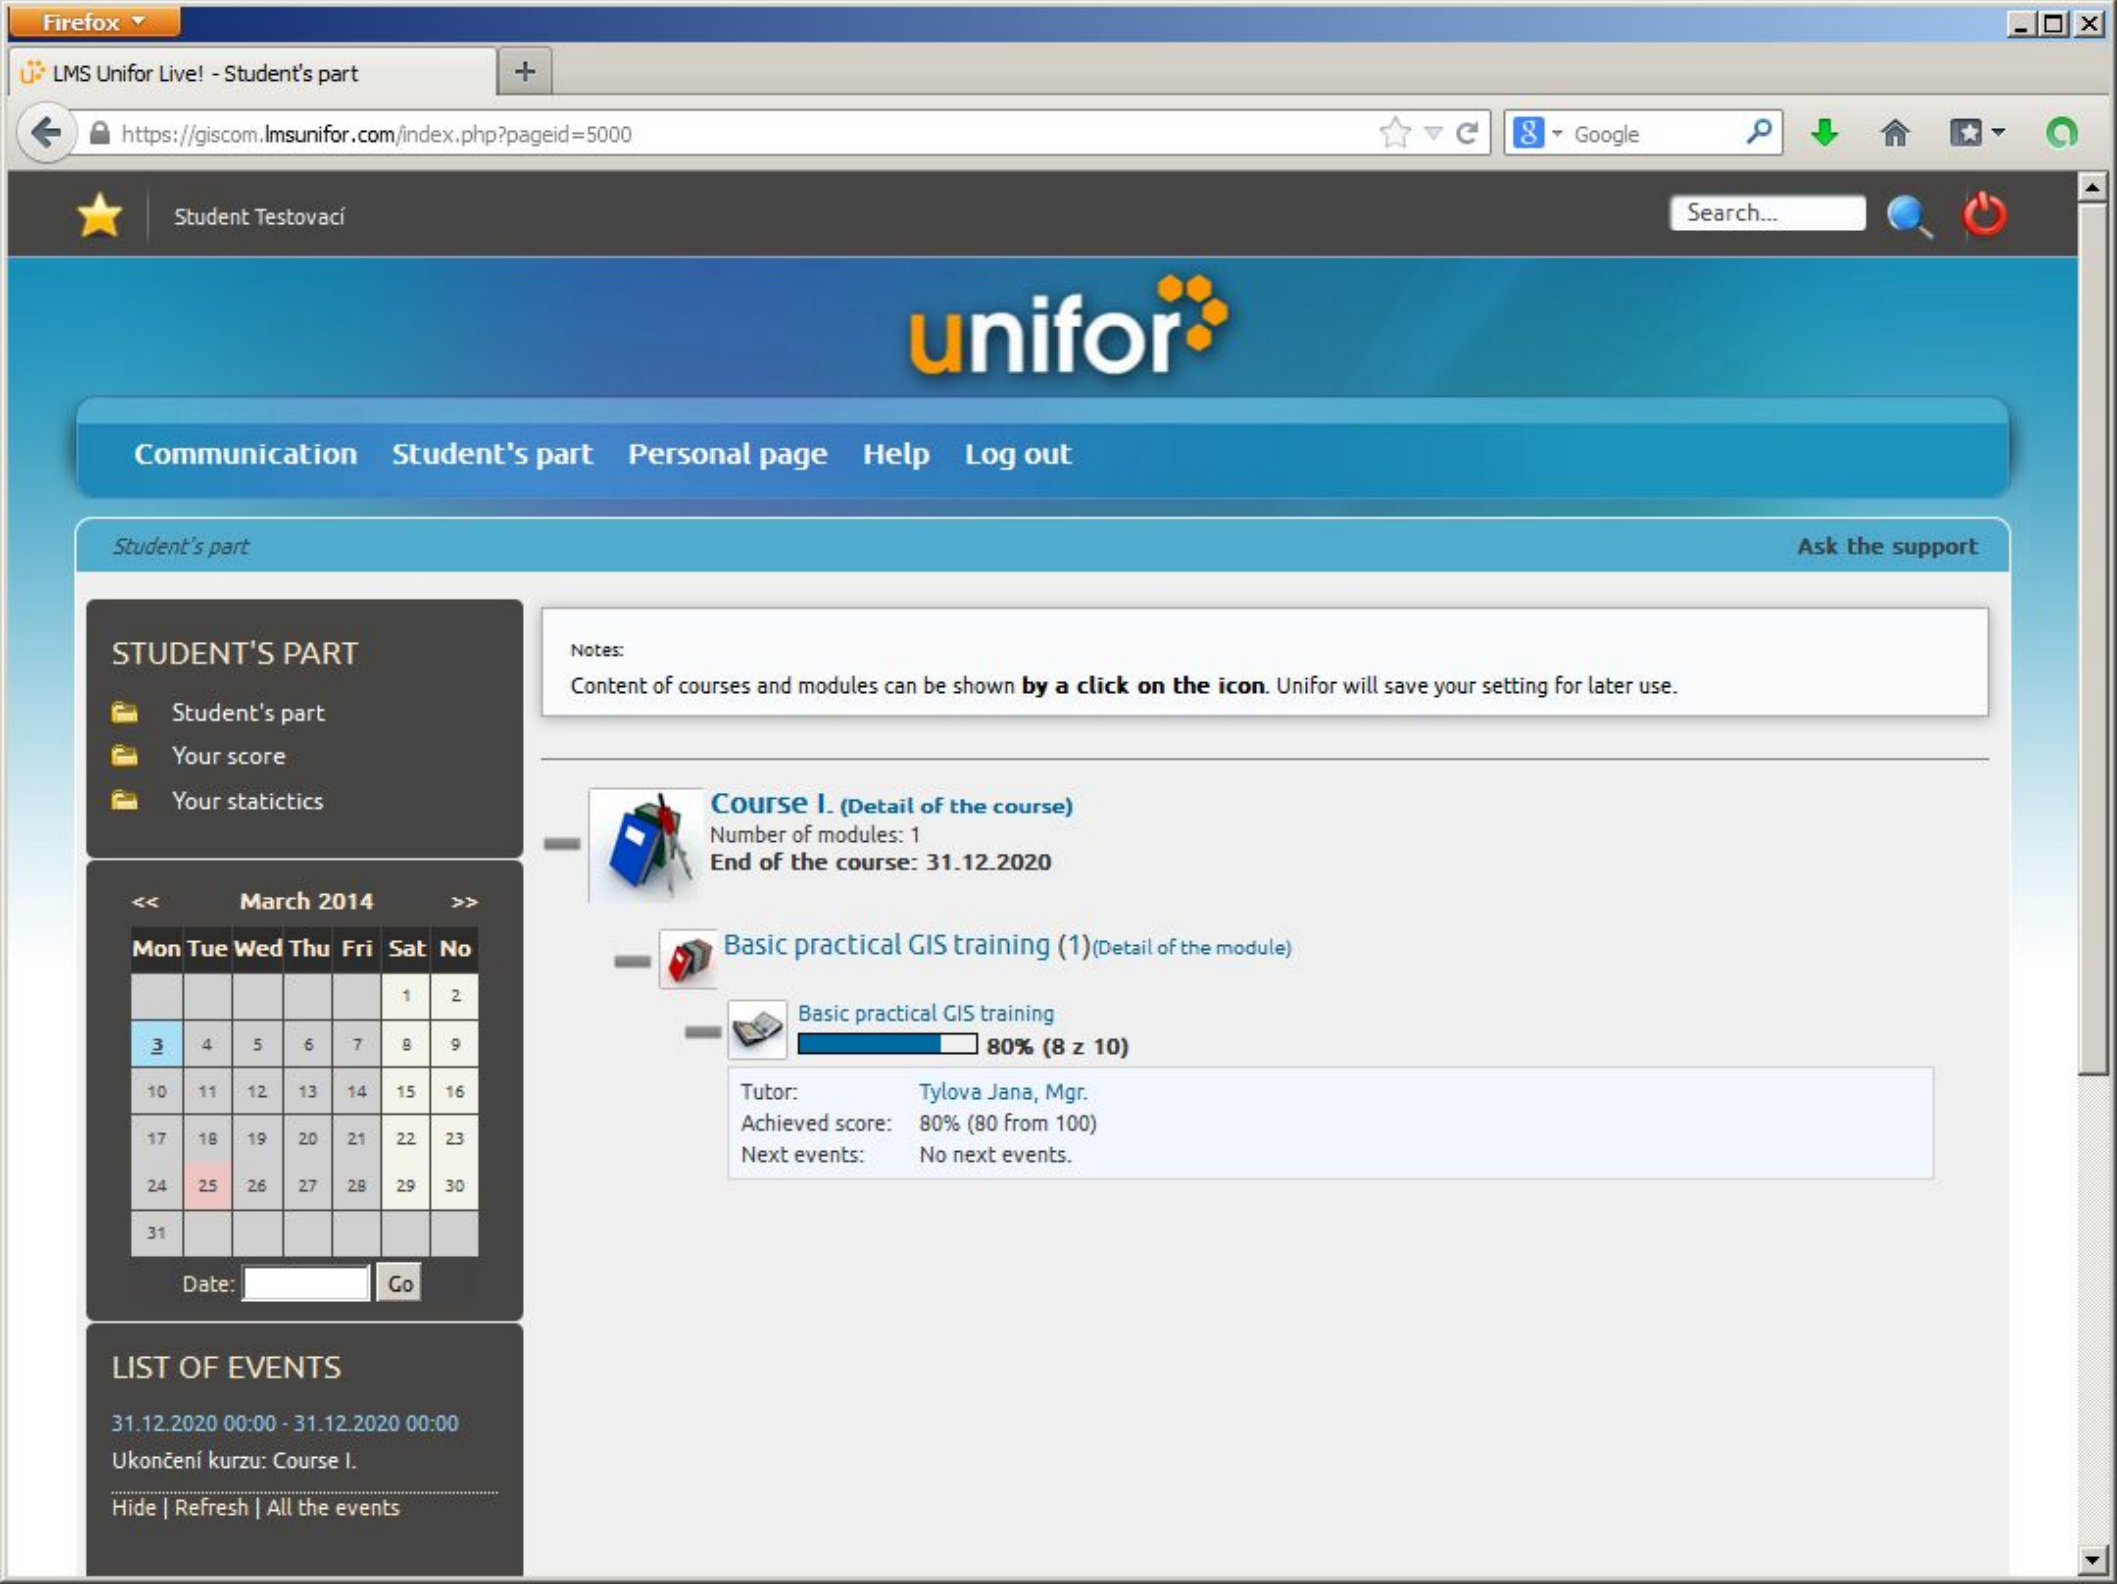 Firefox
LMS Unifor Live! - Student's part
https://giscom.lmsunifor.com/index.php?pageid=5000
Google
Student Testovací
Search...
unifor
Communication Student's part Personal page Help Log out
Student's part
Ask the support
STUDENT'S PART
Student's part
Your score
Your statictics
Notes:
Content of courses and modules can be shown by a click on the icon. Unifor will save your setting for later use.
Course I. (Detail of the course)
Number of modules: 1
End of the course: 31.12.2020
Basic practical GIS training (1)(Detail of the module)
Basic practical GIS training
80% (8 z 10)
Tutor: Tylova Jana, Mgr.
Achieved score: 80% (80 from 100)
Next events: No next events.
<< March 2014 >>
Mon Tue Wed Thu Fri Sat No
1 2
3 4 5 6 7 8 9
10 11 12 13 14 15 16
17 18 19 20 21 22 23
24 25 26 27 28 29 30
31
Date: Go
LIST OF EVENTS
31.12.2020 00:00 - 31.12.2020 00:00
Ukončení kurzu: Course I.
Hide | Refresh | All the events